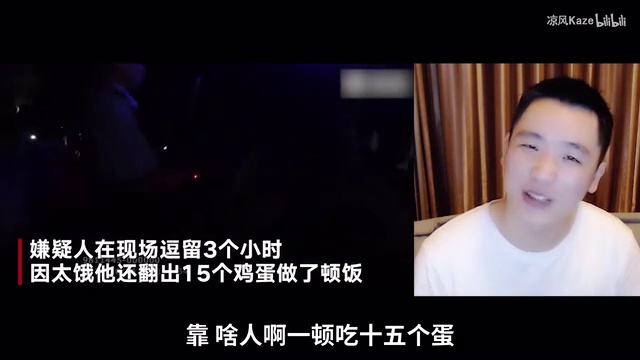 凉风Kaze bilibili
嫌疑人在现场逗留3个小时
因太饿他还翻出15个鸡蛋做了顿饭
靠 啥人啊一顿吃十五个蛋